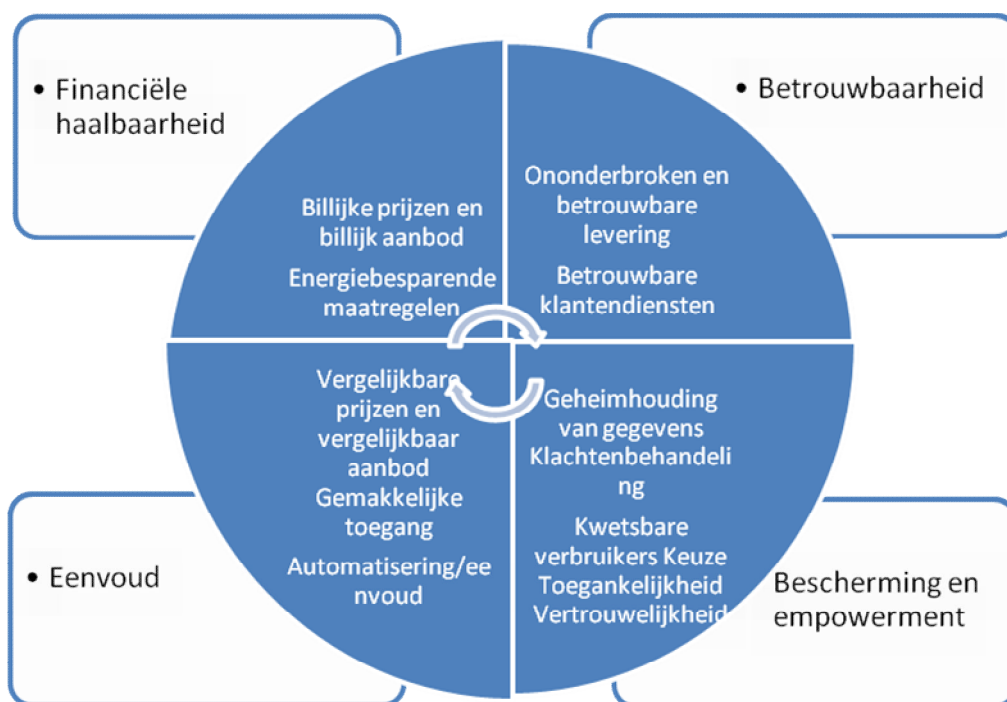 • Financiële
haalbaarheid
• Betrouwbaarheid
Billijke prijzen en
billijk aanbod
Energiebesparende
maatregelen
Ononderbroken en
betrouwbare
levering
Betrouwbare
klantendiensten
Vergelijkbare
prijzen en
vergelijkbaar
aanbod
Gemakkelijke
toegang
Automatisering/ee
nvoud
Geheimhouding
van gegevens
Klachtenbehandeli
ng
Kwetsbare
verbruikers Keuze
Toegankelijkheid
Vertrouwelijkheid
• Eenvoud
Bescherming en
empowerment